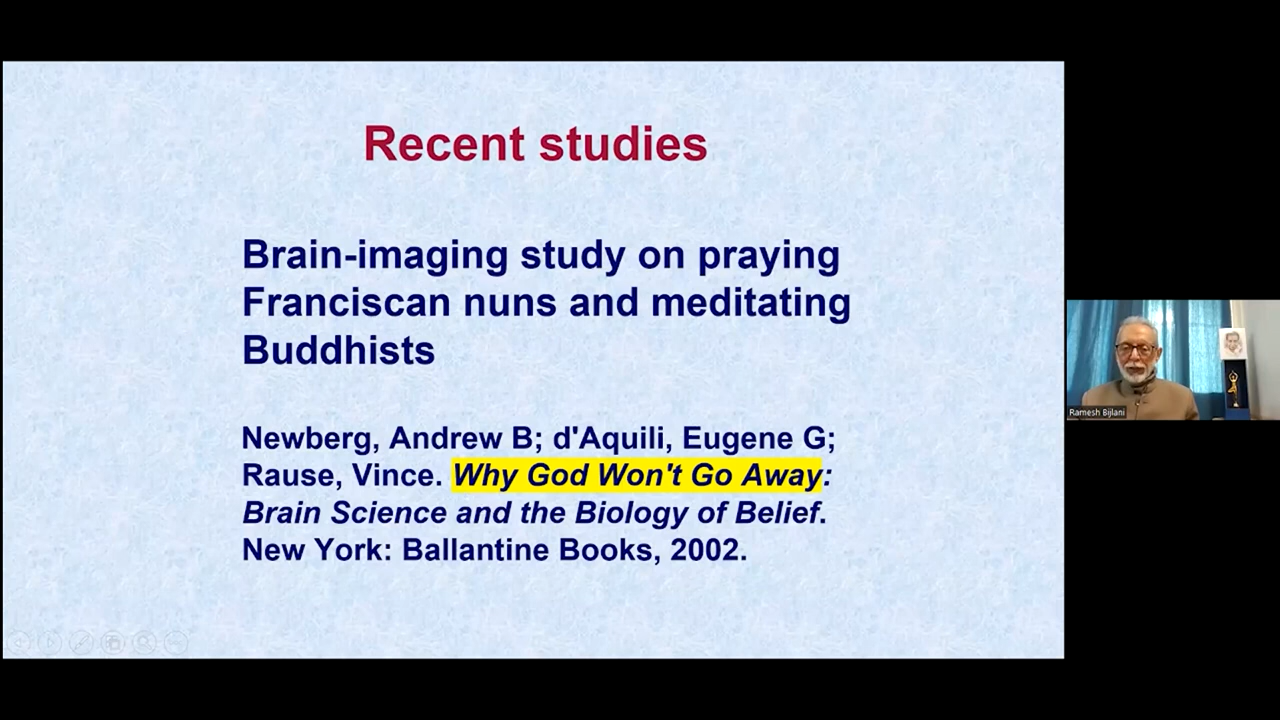 Recent studies
Brain-imaging study on praying
Franciscan nuns and meditating
Buddhists
Newberg, Andrew B; d'Aquili, Eugene G;
Rause, Vince. Why God Won't Go Away:
Brain Science and the Biology of Belief.
New York: Ballantine Books, 2002.
Ramesh Bijlani